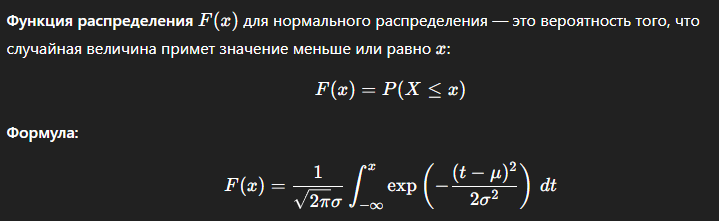 Функция распределения F(x) для нормального распределения — это вероятность того, что
случайная величина примет значение меньше или равно x:
F(x) = P(X ≤ x)
Формула:
F(x) = \frac{1}{\sqrt{2\pi}\sigma} \int_{-\infty}^{x} \exp\left(-\frac{(t-\mu)^2}{2\sigma^2}\right) dt